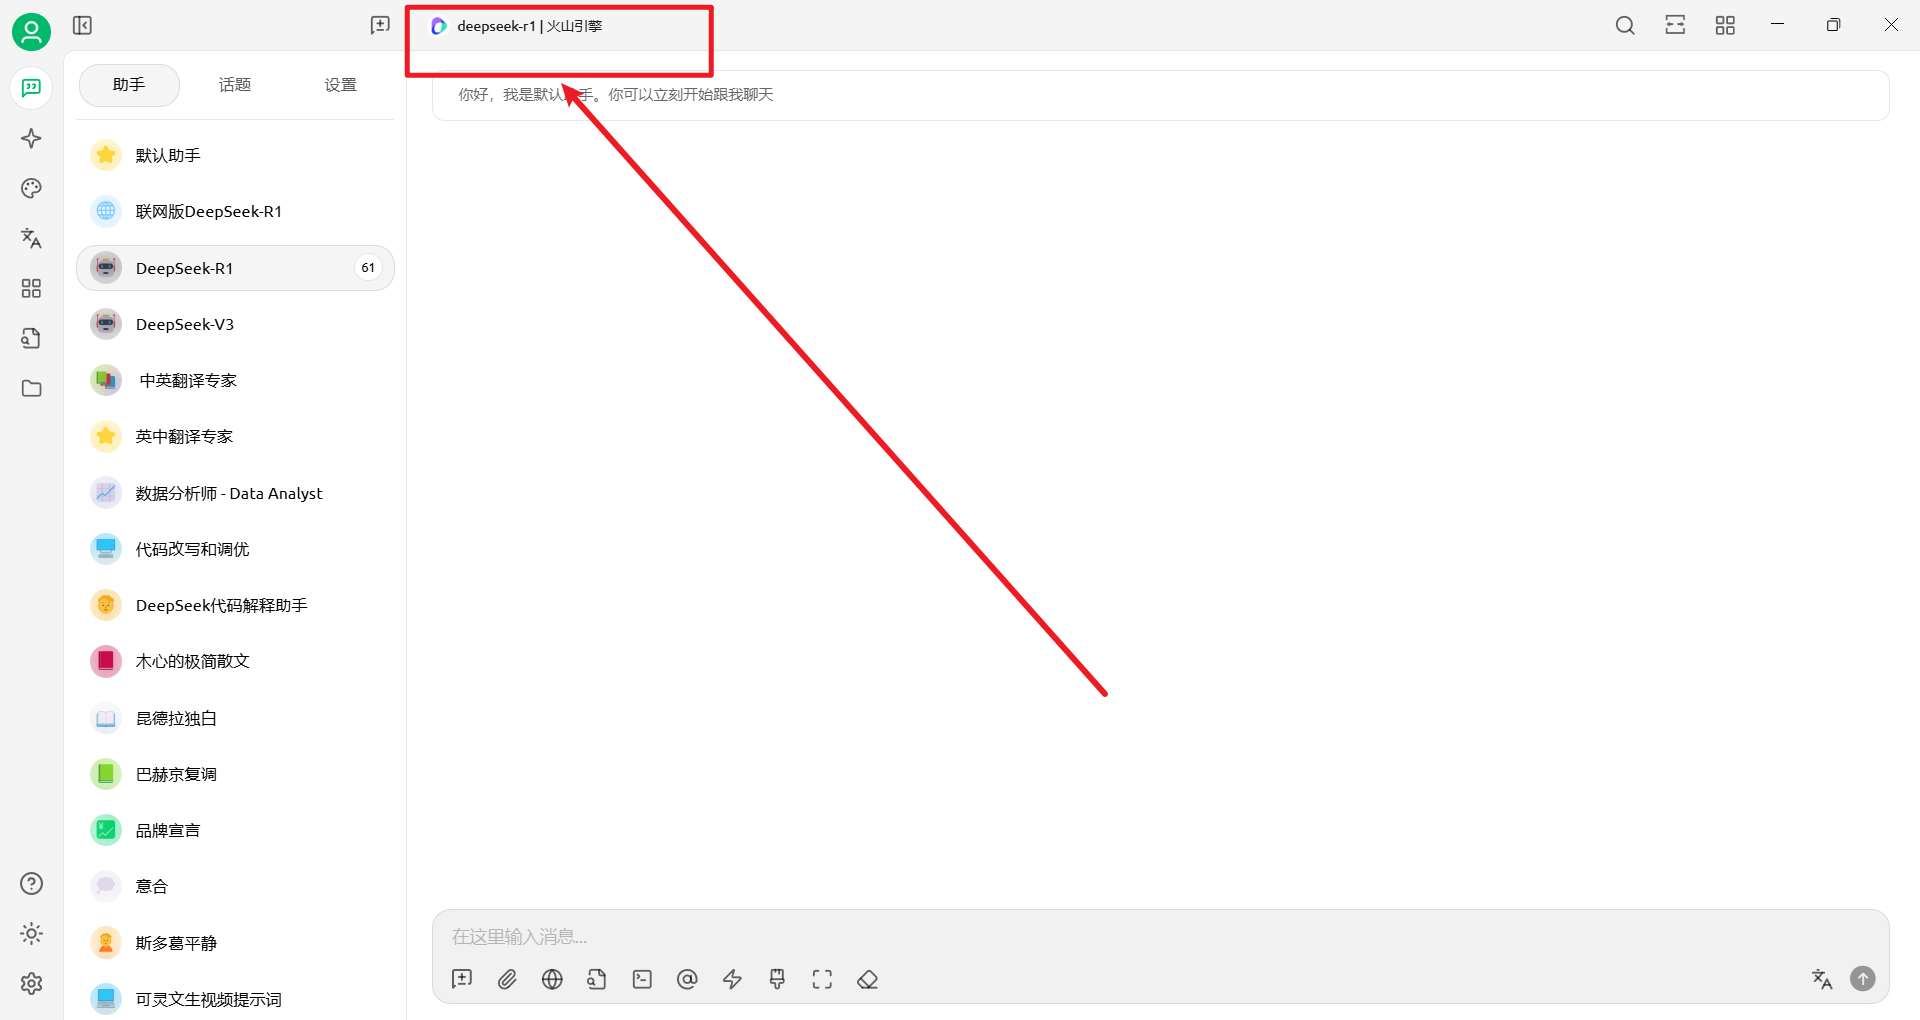 deepseek-r1 | 火山引擎
助手
话题
设置
你好，我是默认助手。你可以立刻开始跟我聊天
默认助手
联网版DeepSeek-R1
DeepSeek-R1
61
DeepSeek-V3
中英翻译专家
英中翻译专家
数据分析师 - Data Analyst
代码改写和调优
DeepSeek代码解释助手
木心的极简散文
昆德拉独白
巴赫京复调
品牌宣言
意合
斯多葛平静
可灵文生视频提示词
在这里输入消息...